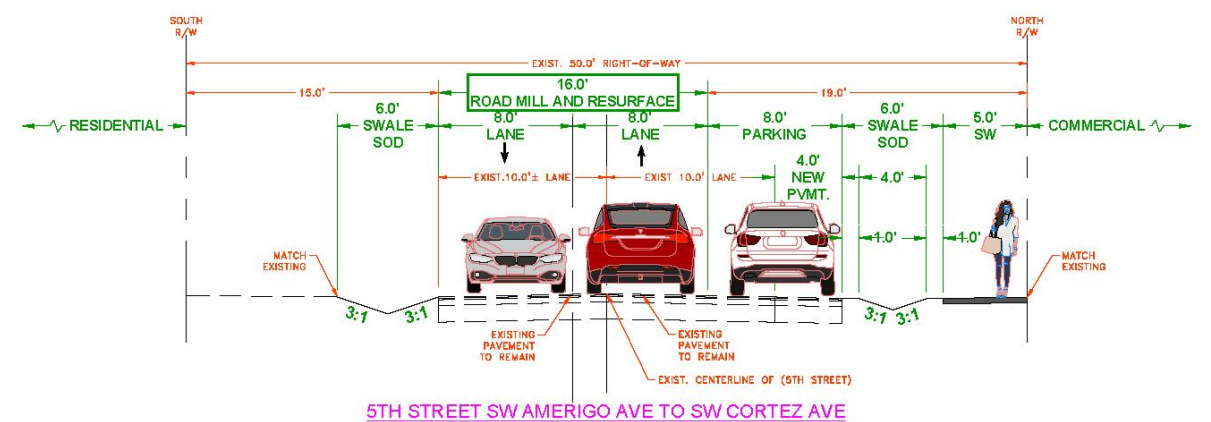 SOUTH
R/W
NORTH
R/W
EXIST. 50.0' RIGHT-OF-WAY
15.0'
16.0'
ROAD MILL AND RESURFACE
19.0'
RESIDENTIAL
6.0'
SWALE
SOD
8.0'
LANE
8.0'
LANE
8.0'
PARKING
6.0'
SWALE
SOD
5.0'
SW
COMMERCIAL
EXIST.10.0'± LANE
EXIST 10.0' LANE
4.0'
NEW
PVMT.
4.0'
1.0'
1.0'
MATCH
EXISTING
MATCH
EXISTING
3:1
3:1
3:1
3:1
EXISTING
PAVEMENT
TO REMAIN
EXISTING
PAVEMENT
TO REMAIN
EXIST. CENTERLINE OF (5TH STREET)
5TH STREET SW AMERIGO AVE TO SW CORTEZ AVE